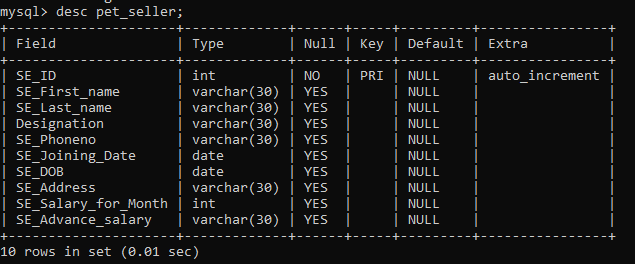 mysql> desc pet_seller;
+--------------------+-------------+------+-----+---------+----------------+
| Field              | Type        | Null | Key | Default | Extra          |
+--------------------+-------------+------+-----+---------+----------------+
| SE_ID              | int         | NO   | PRI | NULL    | auto_increment |
| SE_First_name      | varchar(30) | YES  |     | NULL    |                |
| SE_Last_name       | varchar(30) | YES  |     | NULL    |                |
| Designation        | varchar(30) | YES  |     | NULL    |                |
| SE_Phoneno         | varchar(30) | YES  |     | NULL    |                |
| SE_Joining_Date    | date        | YES  |     | NULL    |                |
| SE_DOB             | date        | YES  |     | NULL    |                |
| SE_Address         | varchar(30) | YES  |     | NULL    |                |
| SE_Salary_for_Month | int         | YES  |     | NULL    |                |
| SE_Advance_salary  | varchar(30) | YES  |     | NULL    |                |
+--------------------+-------------+------+-----+---------+----------------+
10 rows in set (0.01 sec)